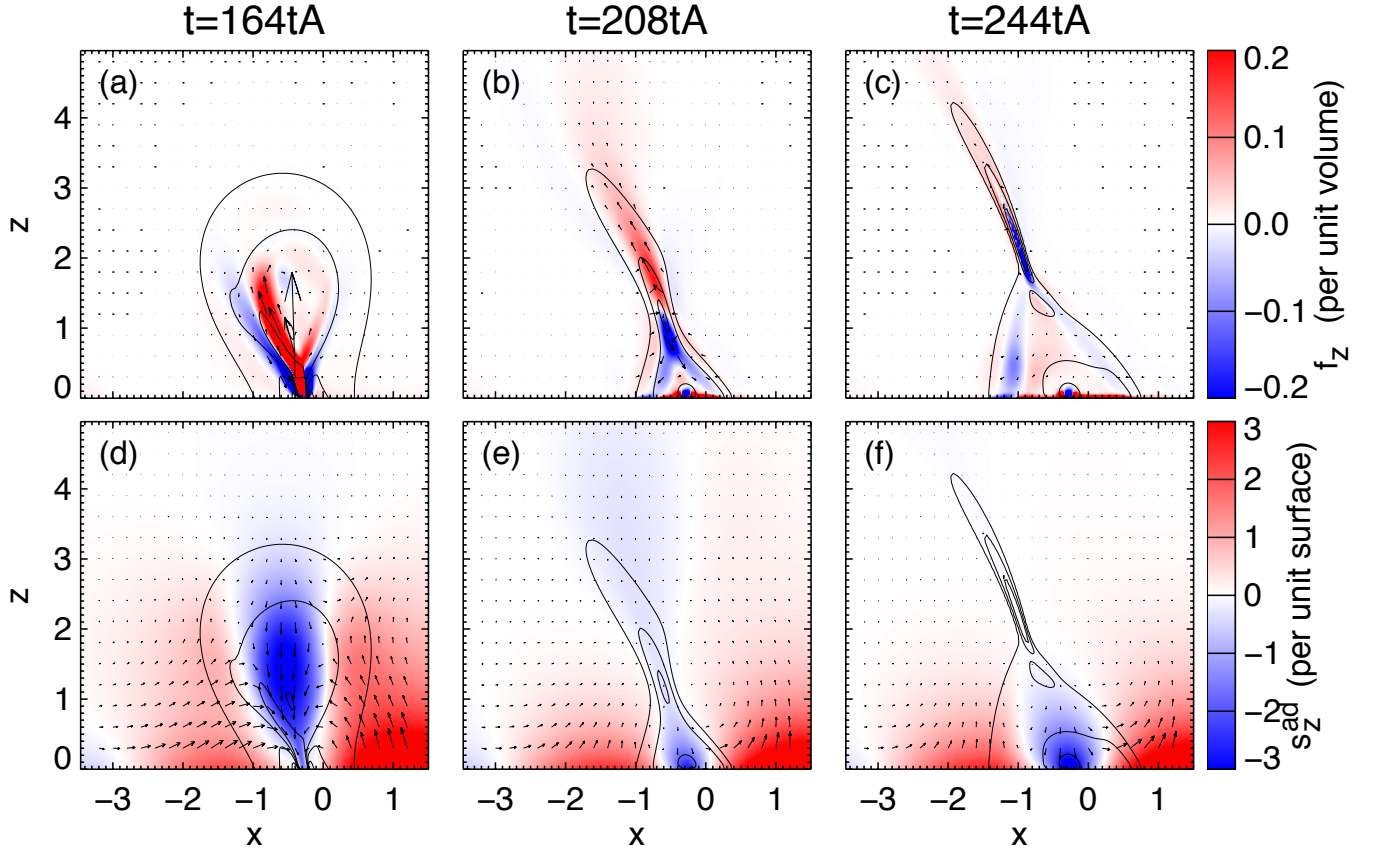 t=164tA t=208tA t=244tA
(a) (b) (c)
4
3
2
1
0
z
0.2
0.1
0.0
−0.1
−0.2
f_z (per unit volume)
(d) (e) (f)
4
3
2
1
0
z
3
2
1
0
−1
−2
−3
s_z^ad (per unit surface)
−3 −2 −1 0 1 −3 −2 −1 0 1 −3 −2 −1 0 1
x x x